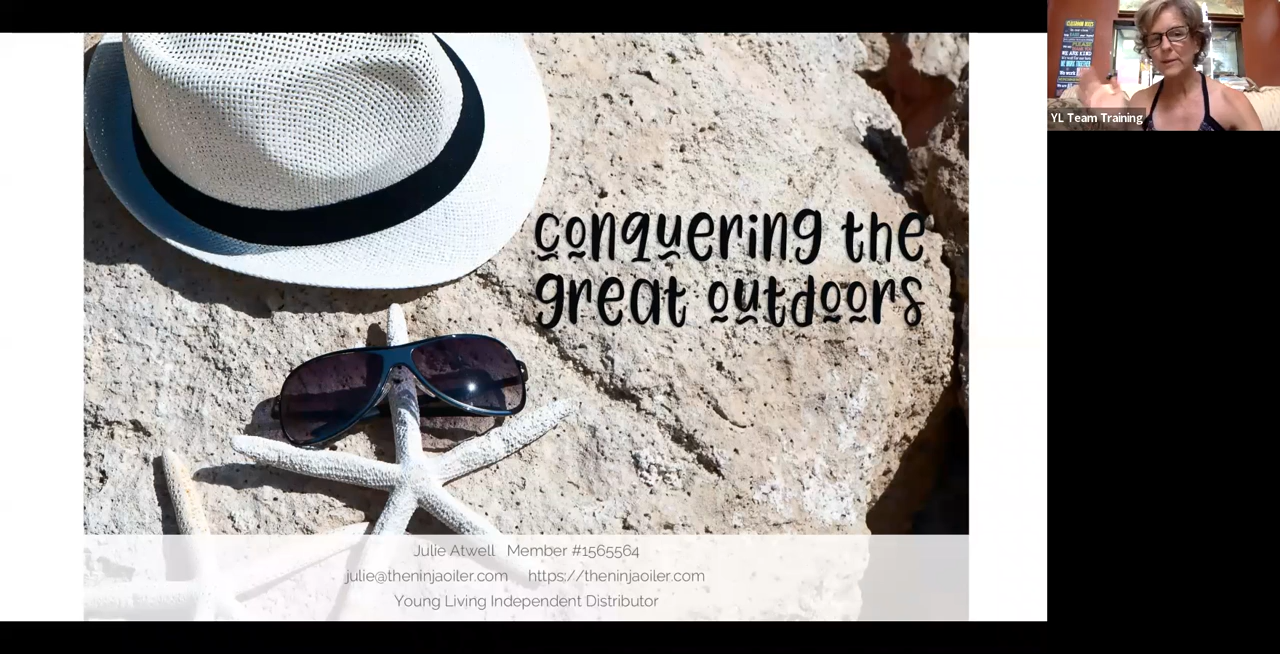 conquering the
great outdoors
Julie Atwell Member #1565564
julie@theninjaoiler.com https://theninjaoiler.com
Young Living Independent Distributor
YL Team Training